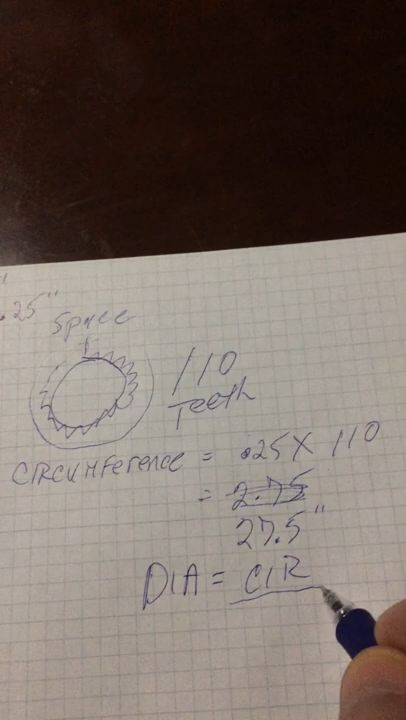 .25"
Space
110
Teeth
CIRCUMFERENCE = .25 X 110
= 2.75
27.5"
DIA = CIR